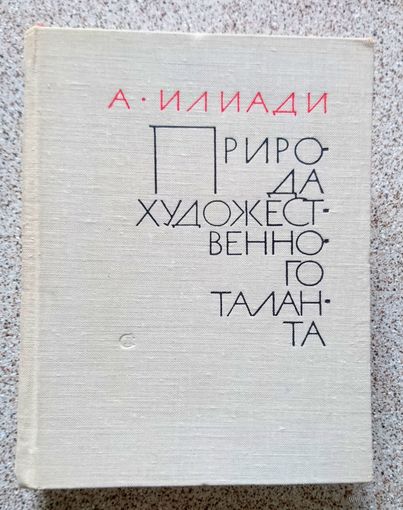 А·ИЛИАДИ
ПРИРО-
ДА
ХУДОЖЕСТ-
ВЕННО-
ГО
ТАЛАН-
ТА